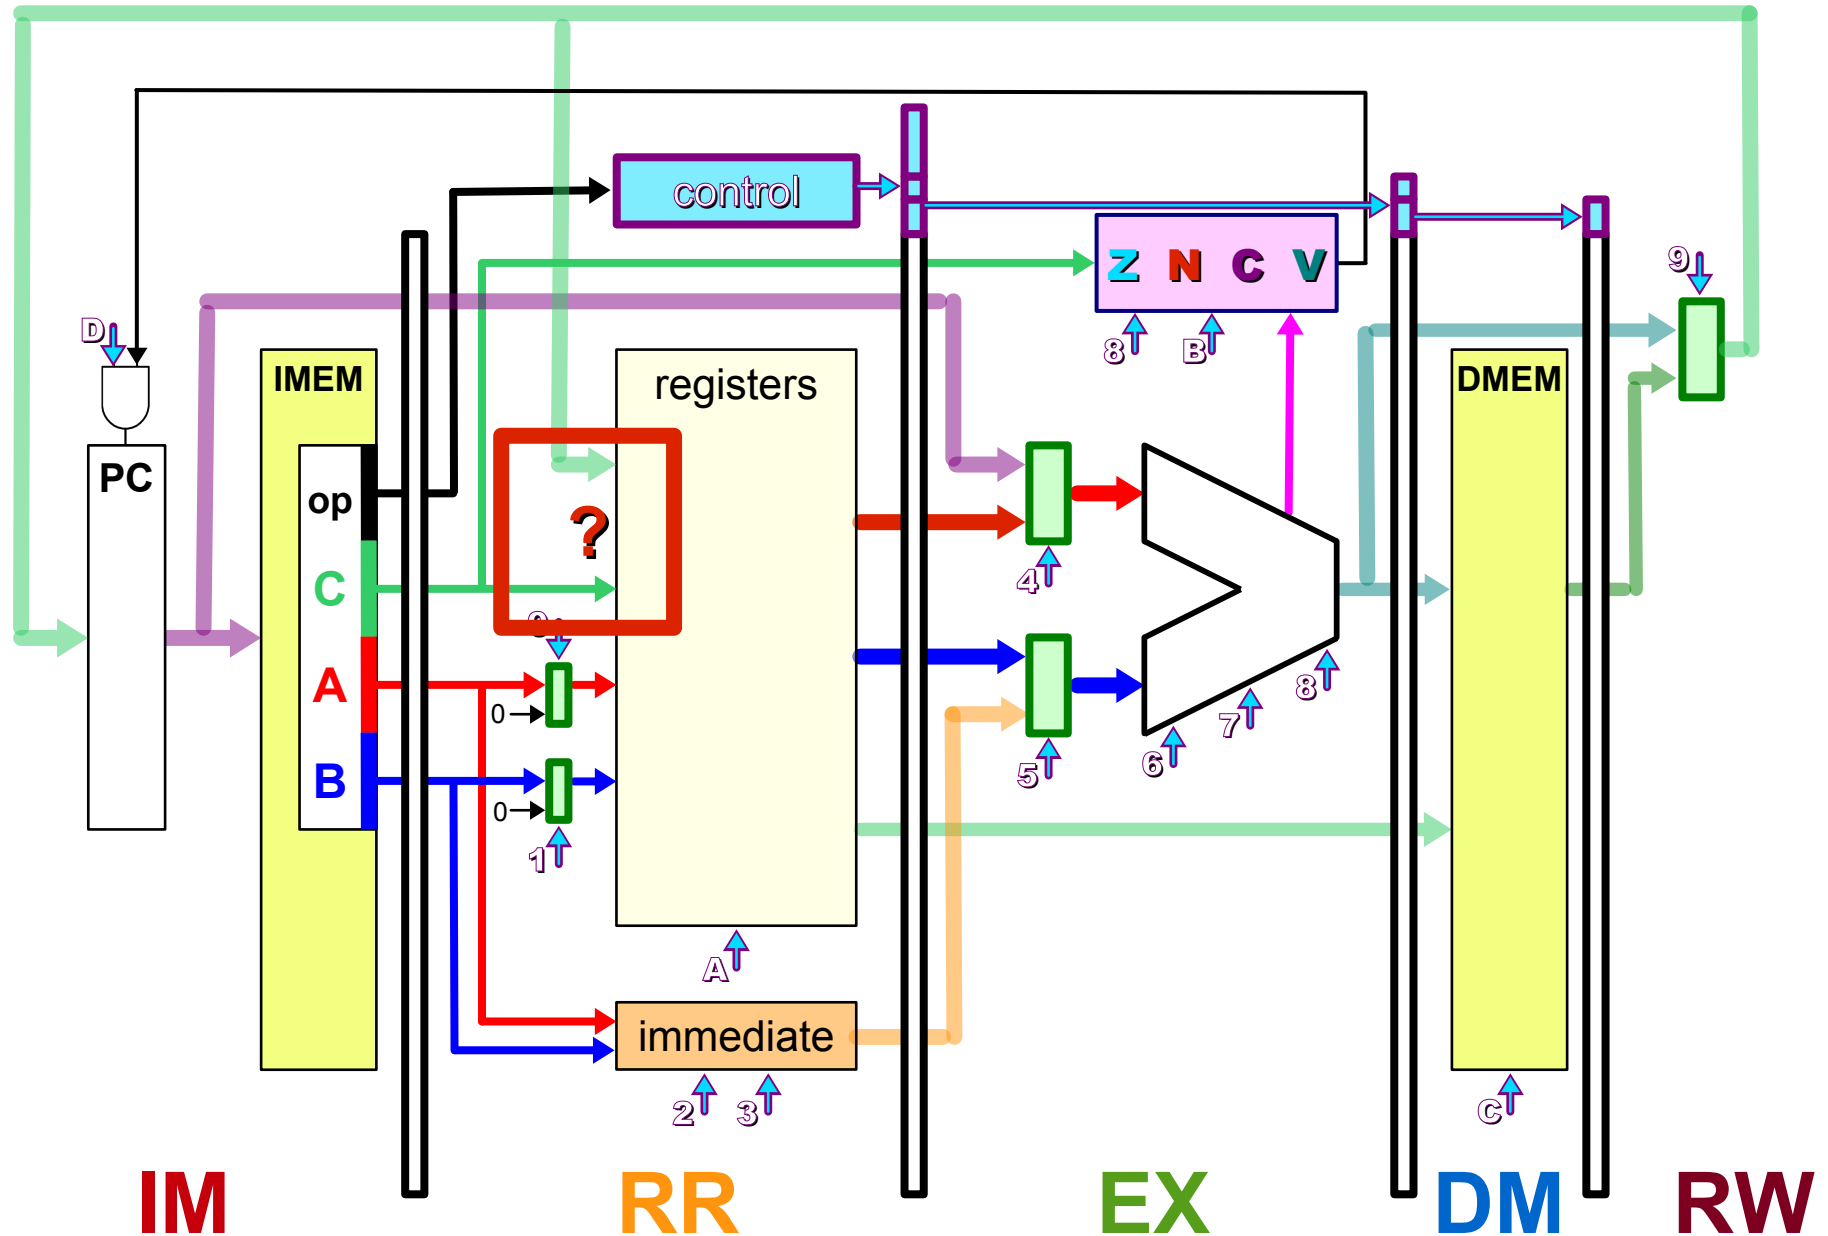 control
Z N C V
9
D
8 B
IMEM
registers
DMEM
PC
op
?
C
4
A
0
8
7
B
0
6
5
1
A
immediate
2 3
C
IM RR EX DM RW